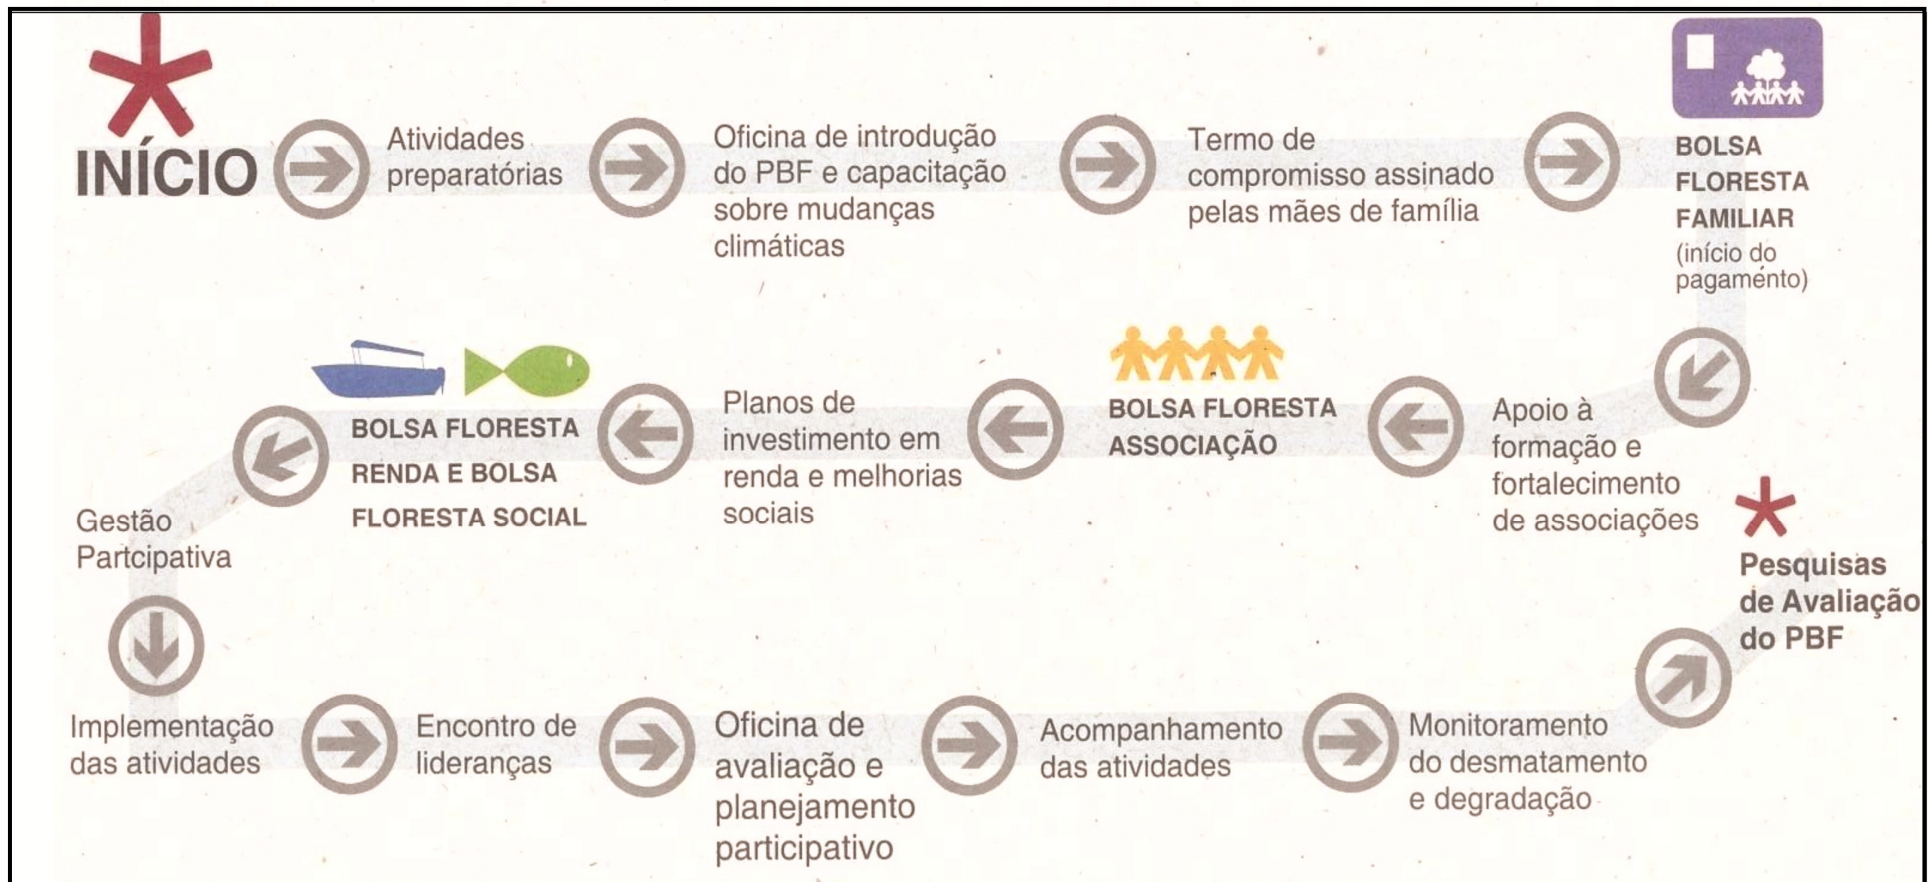 INÍCIO
Atividades
preparatórias
Oficina de introdução
do PBF e capacitação
sobre mudanças
climáticas
Termo de
compromisso assinado
pelas mães de família
BOLSA
FLORESTA
FAMILIAR
(início do
pagamento)
Apoio à
formação e
fortalecimento
de associações
BOLSA FLORESTA
ASSOCIAÇÃO
Planos de
investimento em
renda e melhorias
sociais
BOLSA FLORESTA
RENDA E BOLSA
FLORESTA SOCIAL
Gestão
Partcipativa
Implementação
das atividades
Encontro de
lideranças
Oficina de
avaliação e
planejamento
participativo
Acompanhamento
das atividades
Monitoramento
do desmatamento
e degradação
Pesquisas
de Avaliação
do PBF